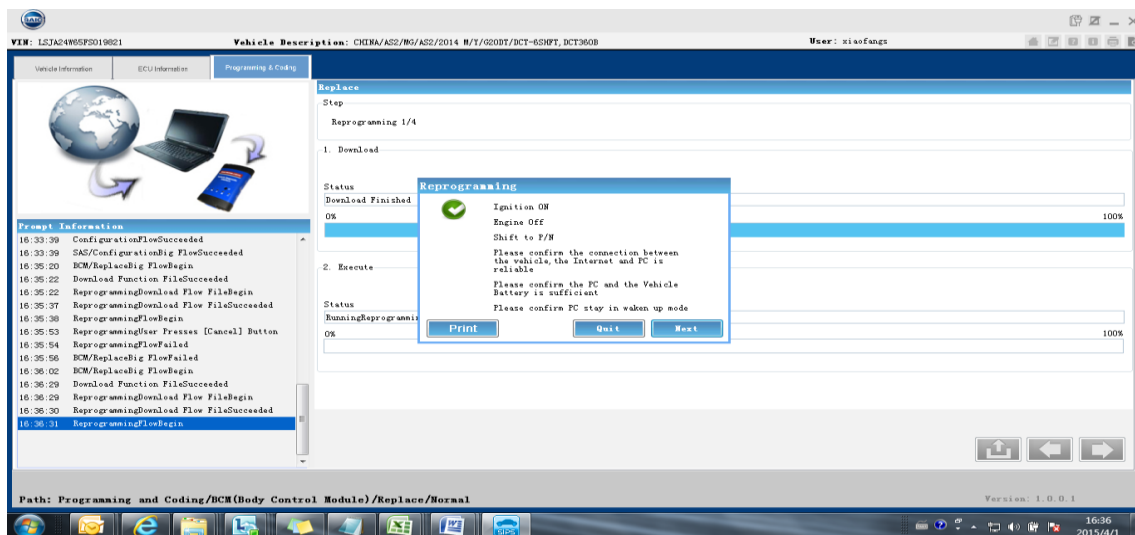 VIN: LSJA24W65FS019821 Vehicle Description: CHINA/AS2/MG/AS2/2014 M/Y/G20DT/DCT-6SHFT, DCT360B User: xiaofangs
Vehicle Information ECU Information Programming & Coding
Replace
Step
Reprogramming 1/4
1. Download
Status
Download Finished
0% 100%
2. Execute
Status
RunningReprogrammi
0% 100%
Reprogramming
Ignition ON
Engine Off
Shift to P/N
Please confirm the connection between
the vehicle, the Internet and PC is
reliable
Please confirm the PC and the Vehicle
Battery is sufficient
Please confirm PC stay in waken up mode
Print Quit Next
Prompt Information
16:33:39 ConfigurationFlowSucceeded
16:33:39 SAS/ConfigurationBig FlowSucceeded
16:35:20 BCM/ReplaceBig FlowBegin
16:35:22 Download Function FileSucceeded
16:35:22 ReprogrammingDownload Flow FileBegin
16:35:37 ReprogrammingDownload Flow FileSucceeded
16:35:38 ReprogrammingFlowBegin
16:35:53 ReprogrammingUser Presses [Cancel] Button
16:35:54 ReprogrammingFlowFailed
16:35:56 BCM/ReplaceBig FlowFailed
16:36:02 BCM/ReplaceBig FlowBegin
16:36:29 Download Function FileSucceeded
16:36:29 ReprogrammingDownload Flow FileBegin
16:36:30 ReprogrammingDownload Flow FileSucceeded
16:36:31 ReprogrammingFlowBegin
Path: Programming and Coding/BCM(Body Control Module)/Replace/Normal Version: 1.0.0.1
16:36
2015/4/1